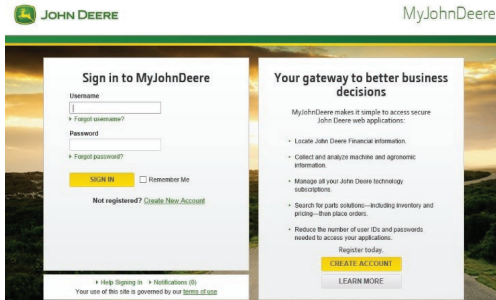 JOHN DEERE
MyJohnDeere
Sign in to MyJohnDeere
Username
Forgot username?
Password
Forgot password?
SIGN IN
Remember Me
Not registered? Create New Account
Help Signing In Notifications (0)
Your use of this site is governed by our terms of use
Your gateway to better business
decisions
MyJohnDeere makes it simple to access secure
John Deere web applications:
• Locate John Deere Financial information.
• Collect and analyze machine and agronomic
information.
• Manage all your John Deere technology
subscriptions.
• Search for parts solutions—including inventory and
pricing—then place orders.
• Reduce the number of user IDs and passwords
needed to access your applications.
Register today.
CREATE ACCOUNT
LEARN MORE